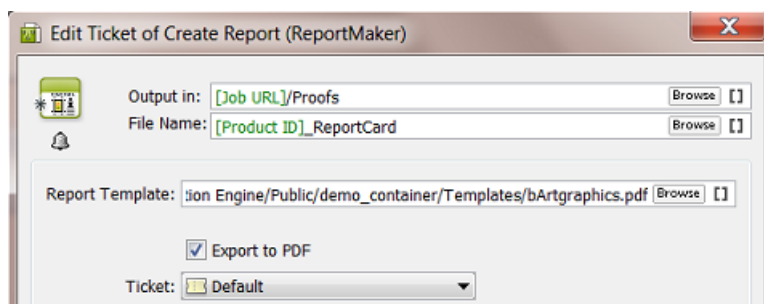 Edit Ticket of Create Report (ReportMaker)
Output in: [Job URL]/Proofs Browse []
File Name: [Product ID]_ReportCard Browse []
Report Template: tion Engine/Public/demo_container/Templates/bArtgraphics.pdf Browse []
Export to PDF
Ticket: Default